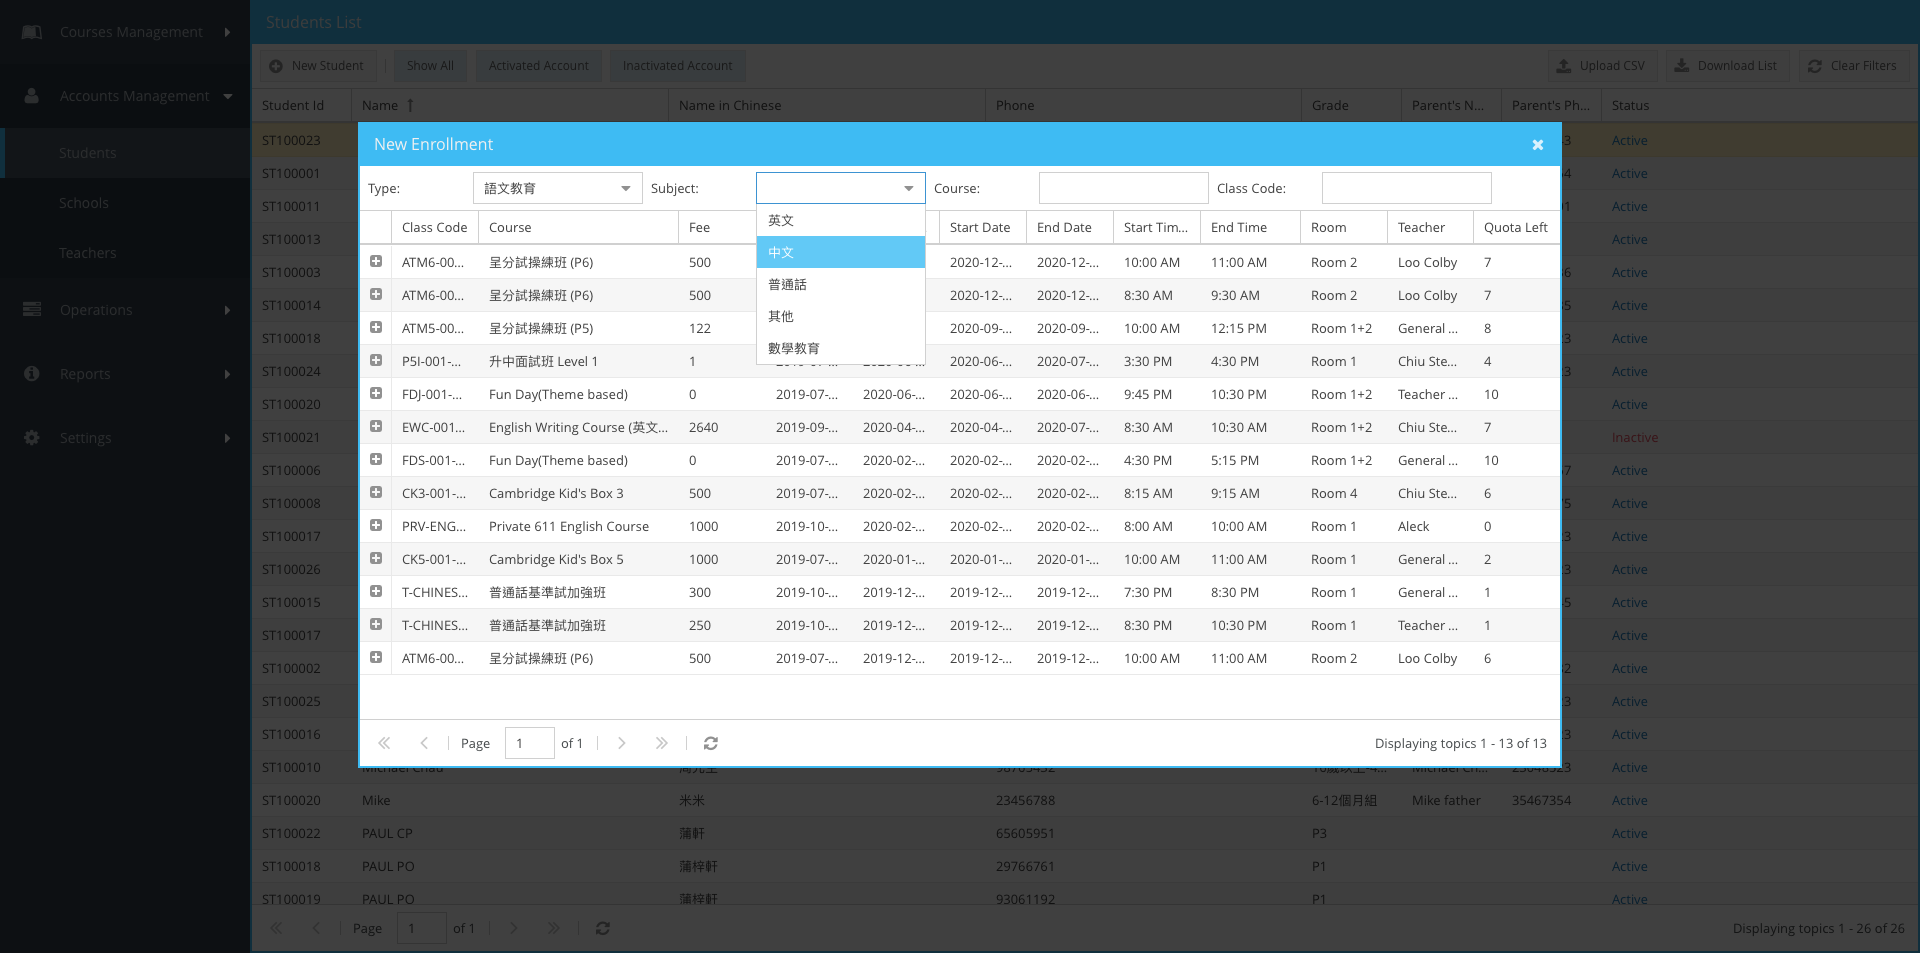 Courses Management
Accounts Management
Students
Schools
Teachers
Operations
Reports
Settings
Students List
New Student Show All Activated Account Inactivated Account Upload CSV Download List Clear Filters
Student Id Name Name in Chinese Phone Grade Parent's N... Parent's Ph... Status
ST100023 Active
ST100001 Active
ST100011 Active
ST100013 Active
ST100003 Active
ST100014 Active
ST100018 Active
ST100024 Active
ST100020 Active
ST100021 Inactive
ST100006 Active
ST100008 Active
ST100017 Active
ST100026 Active
ST100015 Active
ST100017 Active
ST100002 Active
ST100025 Active
ST100016 Active
ST100010 Active
ST100020 Mike 米米 23456788 6-12個月組 Mike father 35467354 Active
ST100022 PAUL CP 蒲軒 65605951 P3 Active
ST100018 PAUL PO 蒲梓軒 29766761 P1 Active
ST100019 PAUL PO 蒲梓軒 93061192 P1 Active
Page 1 of 1 Displaying topics 1 - 26 of 26
New Enrollment
Type: 語文教育 Subject: Course: Class Code:
英文
中文
普通話
其他
數學教育
Class Code Course Fee Start Date End Date Start Tim... End Time Room Teacher Quota Left
ATM6-00... 呈分試操練班 (P6) 500 2020-12-... 2020-12-... 10:00 AM 11:00 AM Room 2 Loo Colby 7
ATM6-00... 呈分試操練班 (P6) 500 2020-12-... 2020-12-... 8:30 AM 9:30 AM Room 2 Loo Colby 7
ATM5-00... 呈分試操練班 (P5) 122 2020-09-... 2020-09-... 10:00 AM 12:15 PM Room 1+2 General ... 8
P5I-001-... 升中面試班 Level 1 1 2020-06-... 2020-07-... 3:30 PM 4:30 PM Room 1 Chiu Ste... 4
FDJ-001-... Fun Day(Theme based) 0 2019-07-... 2020-06-... 2020-06-... 2020-06-... 9:45 PM 10:30 PM Room 1+2 Teacher ... 10
EWC-001... English Writing Course (英文... 2640 2019-09-... 2020-04-... 2020-04-... 2020-07-... 8:30 AM 10:30 AM Room 1+2 Chiu Ste... 7
FDS-001-... Fun Day(Theme based) 0 2019-07-... 2020-02-... 2020-02-... 2020-02-... 4:30 PM 5:15 PM Room 1+2 General ... 10
CK3-001-... Cambridge Kid's Box 3 500 2019-07-... 2020-02-... 2020-02-... 2020-02-... 8:15 AM 9:15 AM Room 4 Chiu Ste... 6
PRV-ENG... Private 611 English Course 1000 2019-10-... 2020-02-... 2020-02-... 2020-02-... 8:00 AM 10:00 AM Room 1 Aleck 0
CK5-001-... Cambridge Kid's Box 5 1000 2019-07-... 2020-01-... 2020-01-... 2020-01-... 10:00 AM 11:00 AM Room 1 General ... 2
T-CHINES... 普通話基準試加強班 300 2019-10-... 2019-12-... 2019-12-... 2019-12-... 7:30 PM 8:30 PM Room 1 General ... 1
T-CHINES... 普通話基準試加強班 250 2019-10-... 2019-12-... 2019-12-... 2019-12-... 8:30 PM 10:30 PM Room 1 Teacher ... 1
ATM6-00... 呈分試操練班 (P6) 500 2019-07-... 2019-12-... 2019-12-... 2019-12-... 10:00 AM 11:00 AM Room 2 Loo Colby 6
Page 1 of 1 Displaying topics 1 - 13 of 13